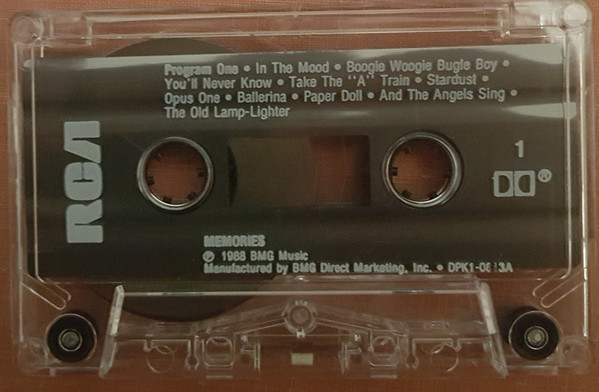 Program One • In The Mood • Boogie Woogie Bugle Boy •
You'll Never Know • Take The "A" Train • Stardust •
Opus One • Ballerina • Paper Doll • And The Angels Sing •
The Old Lamp-Lighter
RCA
1
®
MEMORIES
℗ 1988 BMG Music
Manufactured by BMG Direct Marketing, Inc. •